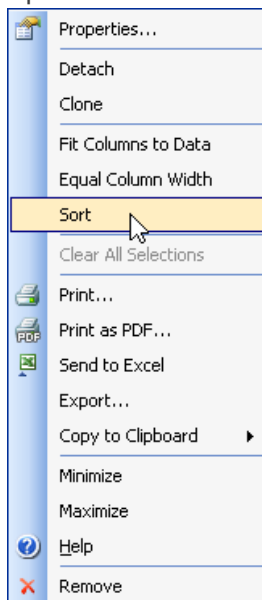 Properties...
Detach
Clone
Fit Columns to Data
Equal Column Width
Sort
Clear All Selections
Print...
PDF
Print as PDF...
Send to Excel
Export...
Copy to Clipboard
Minimize
Maximize
Help
Remove